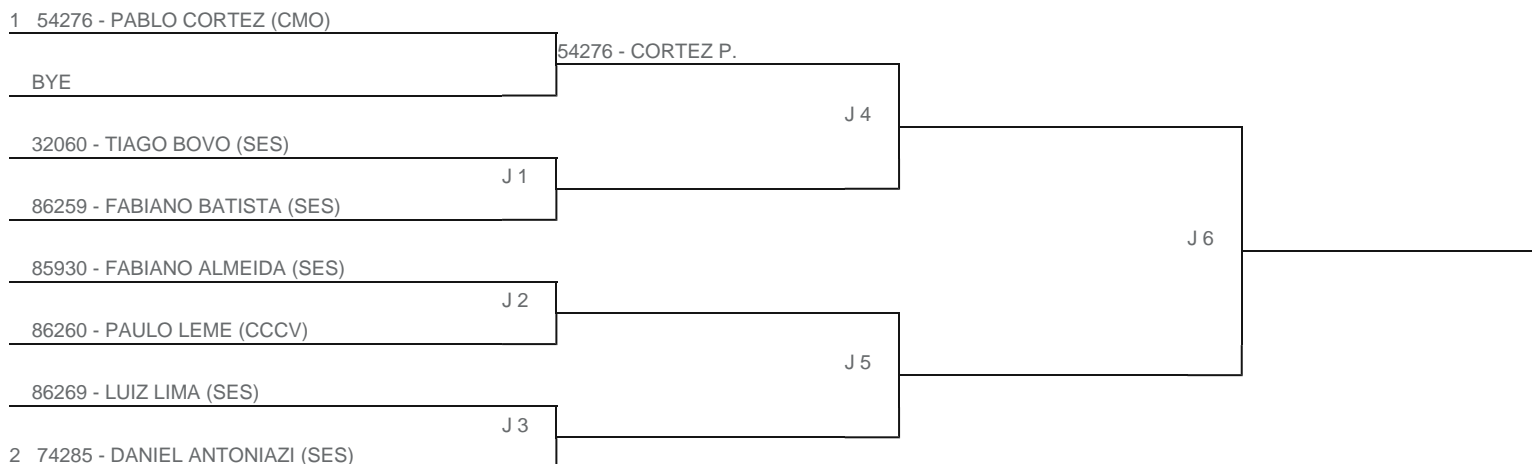 1 54276 - PABLO CORTEZ (CMO)
54276 - CORTEZ P.
BYE
J 4
32060 - TIAGO BOVO (SES)
J 1
86259 - FABIANO BATISTA (SES)
J 6
85930 - FABIANO ALMEIDA (SES)
J 2
86260 - PAULO LEME (CCCV)
J 5
86269 - LUIZ LIMA (SES)
J 3
2 74285 - DANIEL ANTONIAZI (SES)